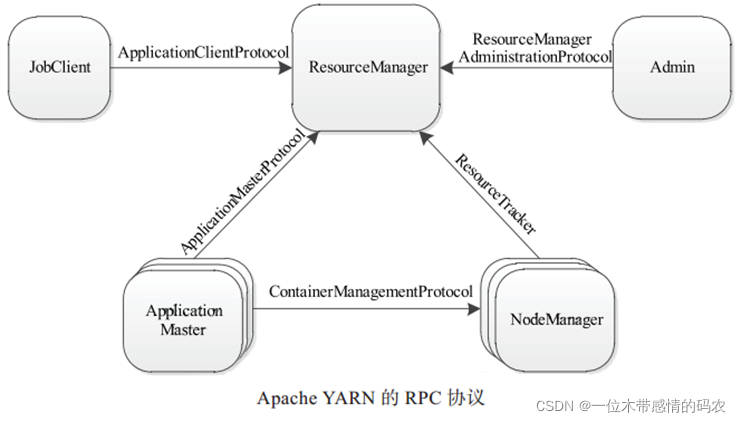 ApplicationClientProtocol
ResourceManager
AdministrationProtocol
JobClient
ResourceManager
Admin
ApplicationMasterProtocol
ResourceTracker
ContainerManagementProtocol
Application
Master
NodeManager
Apache YARN 的 RPC 协议
CSDN @一位木带感情的码农